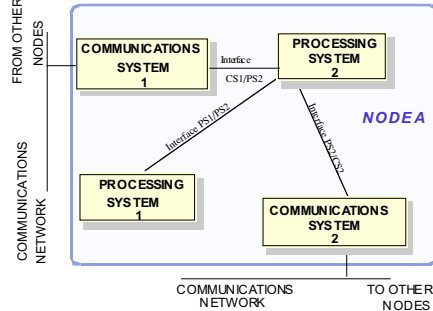 FROM OTHER
NODES
COMMUNICATIONS
NETWORK
COMMUNICATIONS
SYSTEM
1
Interface
CS1/PS2
PROCESSING
SYSTEM
2
Interface PS1/PS2
Interface PS2/CS2
NODEA
PROCESSING
SYSTEM
1
COMMUNICATIONS
SYSTEM
2
COMMUNICATIONS
NETWORK
TO OTHER
NODES